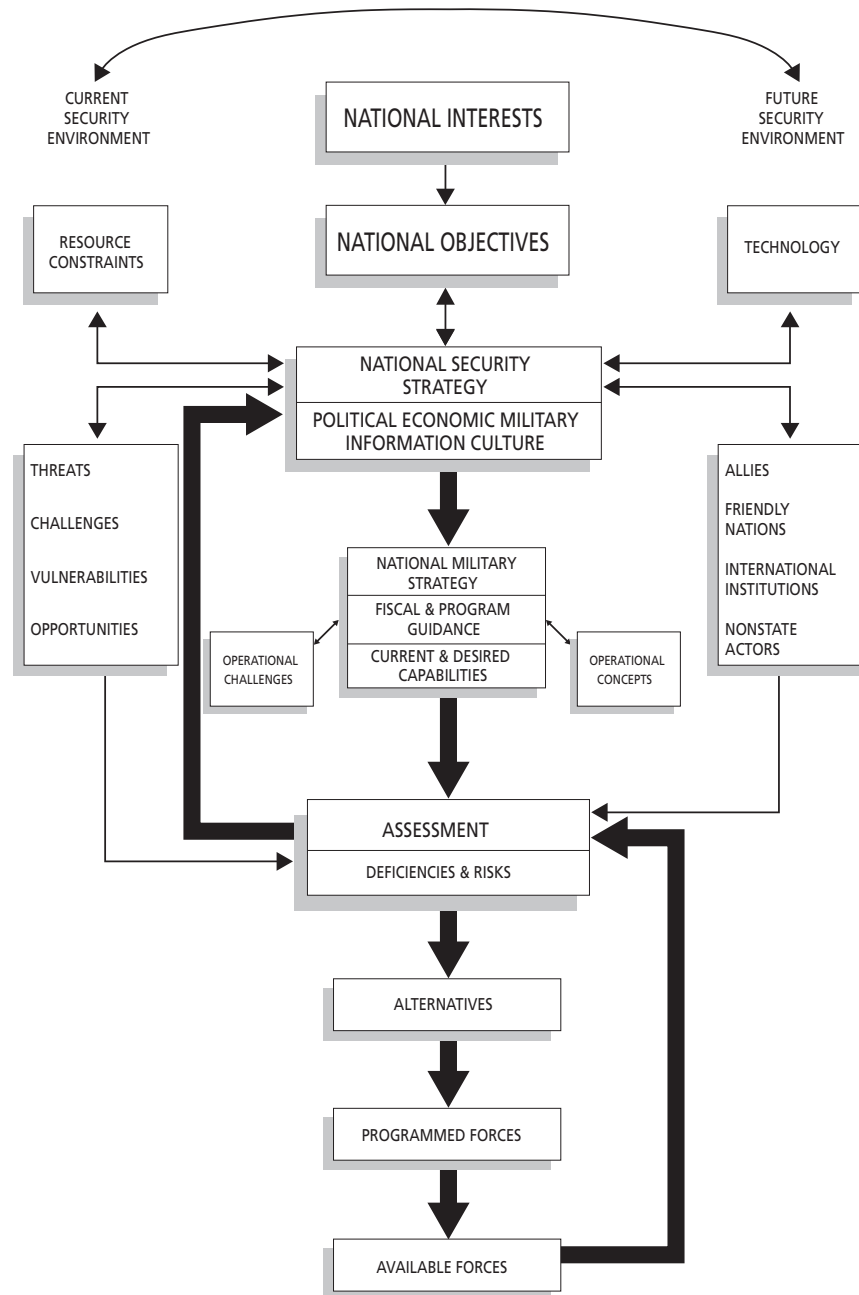 CURRENT
SECURITY
ENVIRONMENT
NATIONAL INTERESTS
FUTURE
SECURITY
ENVIRONMENT
RESOURCE
CONSTRAINTS
NATIONAL OBJECTIVES
TECHNOLOGY
NATIONAL SECURITY
STRATEGY
POLITICAL ECONOMIC MILITARY
INFORMATION CULTURE
THREATS
CHALLENGES
VULNERABILITIES
OPPORTUNITIES
ALLIES
FRIENDLY
NATIONS
INTERNATIONAL
INSTITUTIONS
NONSTATE
ACTORS
NATIONAL MILITARY
STRATEGY
FISCAL & PROGRAM
GUIDANCE
CURRENT & DESIRED
CAPABILITIES
OPERATIONAL
CHALLENGES
OPERATIONAL
CONCEPTS
ASSESSMENT
DEFICIENCIES & RISKS
ALTERNATIVES
PROGRAMMED FORCES
AVAILABLE FORCES